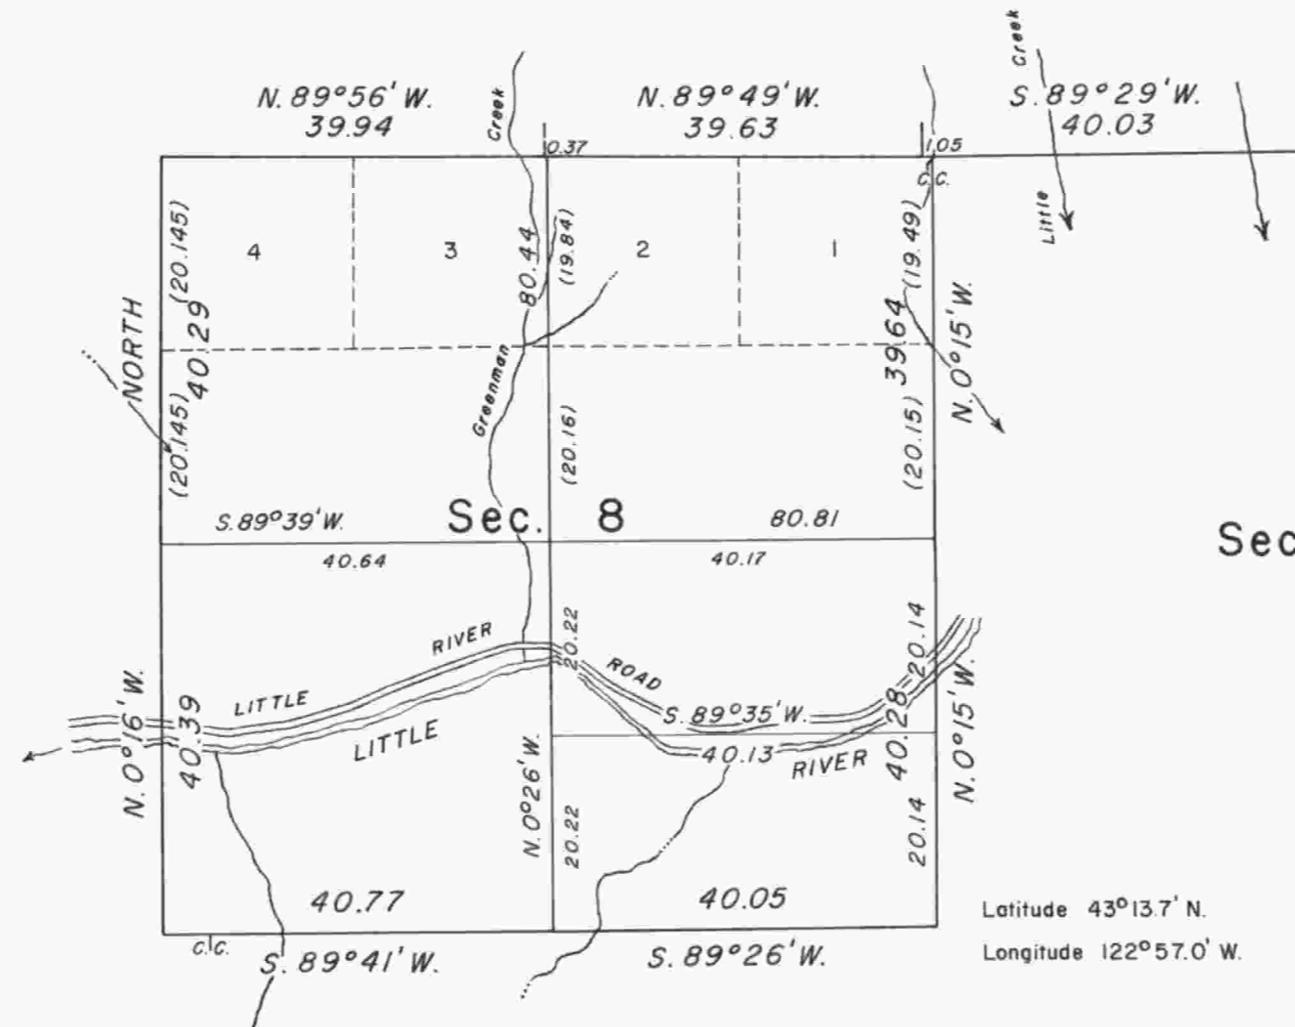 Creek
N. 89°56' W.
39.94
Creek
N. 89°49' W.
39.63
S. 89°29' W.
40.03
0.37
1.05
C.C.
Little
(20.145)
4
3
80.44
(19.84)
2
1
(19.49)
NORTH
40.29
39.64
N. 0°15' W.
Greenman
(20.145)
(20.16)
(20.15)
S. 89°39' W.
Sec. 8
80.81
Sec
40.64
40.17
20.22
20.14
RIVER
ROAD
LITTLE
LITTLE
N. 0°16' W.
40.39
S. 89°35' W.
40.13
RIVER
40.28
N. 0°15' W.
N. 0°26' W.
20.22
20.14
40.77
40.05
C.C.
S. 89°41' W.
S. 89°26' W.
Latitude 43°13.7' N.
Longitude 122°57.0' W.